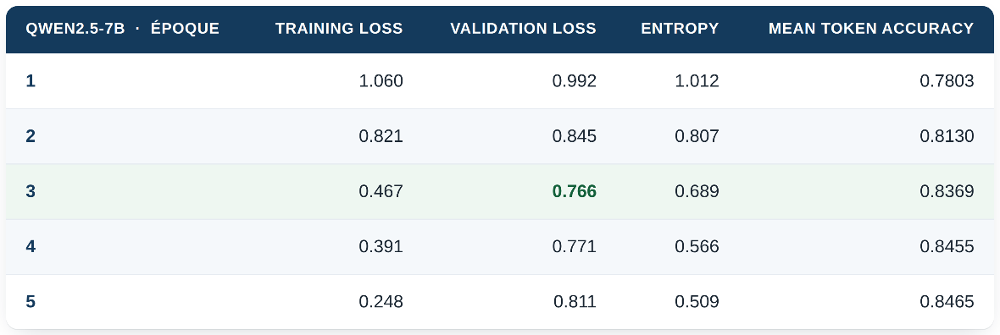 QWEN2.5-7B · ÉPOQUE TRAINING LOSS VALIDATION LOSS ENTROPY MEAN TOKEN ACCURACY
1 1.060 0.992 1.012 0.7803
2 0.821 0.845 0.807 0.8130
3 0.467 0.766 0.689 0.8369
4 0.391 0.771 0.566 0.8455
5 0.248 0.811 0.509 0.8465